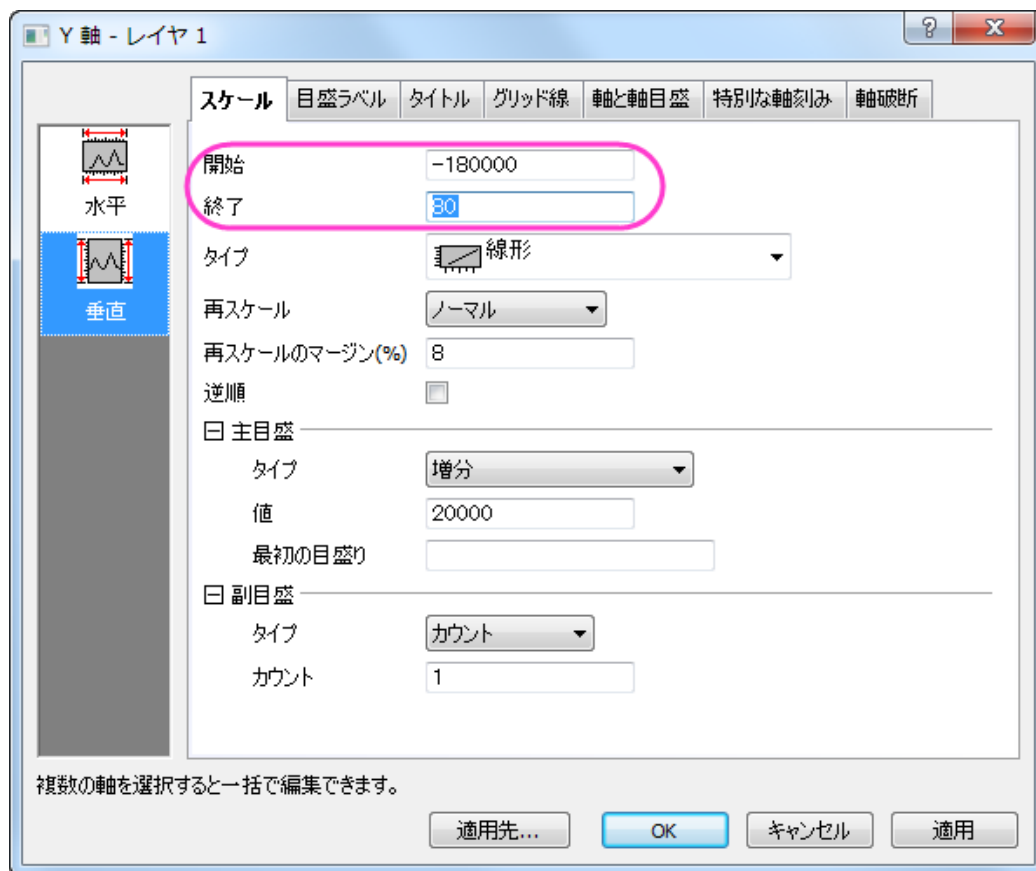 Y 軸 - レイヤ 1
スケール 目盛ラベル タイトル グリッド線 軸と軸目盛 特別な軸刻み 軸破断
水平
垂直
開始 -180000
終了 80
タイプ 線形
再スケール ノーマル
再スケールのマージン(%) 8
逆順
主目盛
タイプ 増分
値 20000
最初の目盛り
副目盛
タイプ カウント
カウント 1
複数の軸を選択すると一括で編集できます。
適用先... OK キャンセル 適用